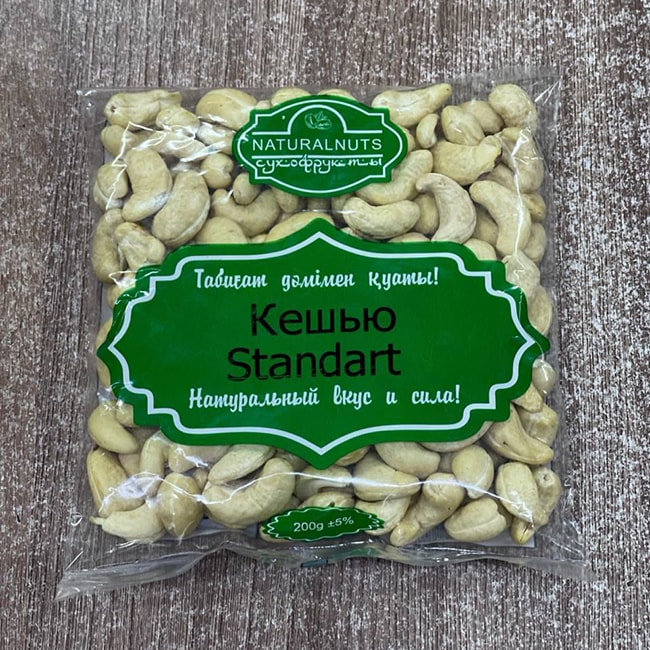 NATURALNUTS
сухофрукты
Табиғат дәмімен қуаты!
Кешью
Standart
Натуральный вкус и сила!
200g ±5%